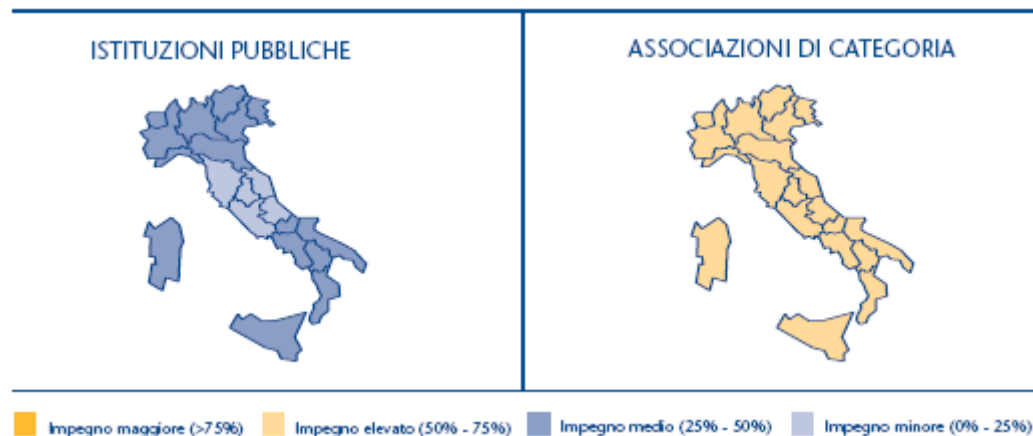 ISTITUZIONI PUBBLICHE
ASSOCIAZIONI DI CATEGORIA
Impegno maggiore (>75%)
Impegno elevato (50% - 75%)
Impegno medio (25% - 50%)
Impegno minore (0% - 25%)